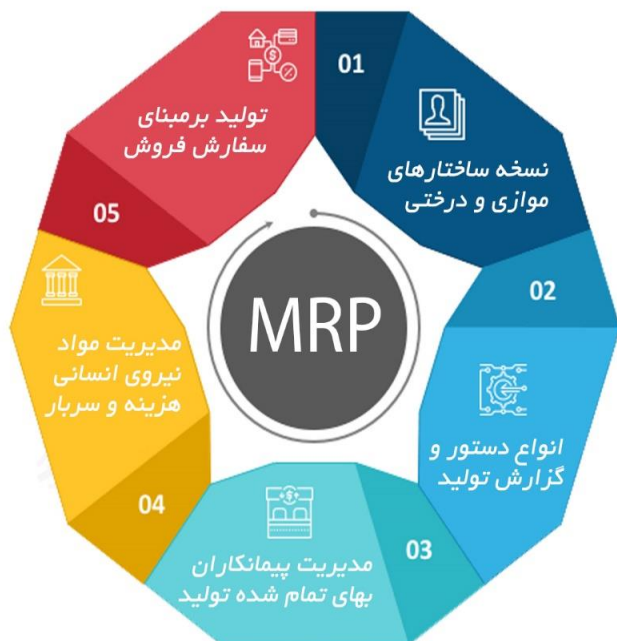 MRP
01
نسخه ساختارهای
موازی و درختی
02
انواع دستور و
گزارش تولید
03
مدیریت پیمانکاران
بهای تمام شده تولید
04
مدیریت مواد
نیروی انسانی
هزینه و سربار
05
تولید برمبنای
سفارش فروش